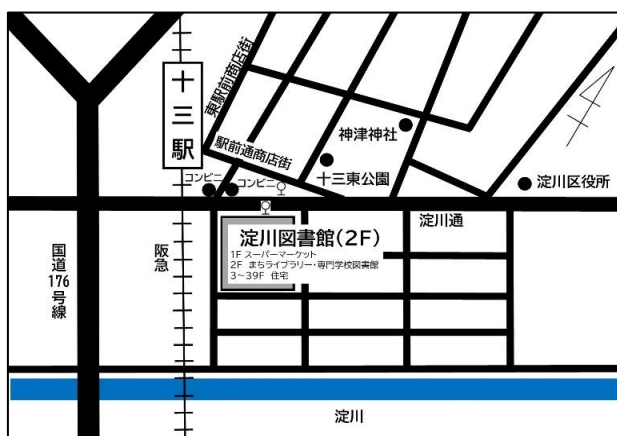 十三駅
東駅前商店街
駅前通商店街
神津神社
十三東公園
コンビニ
コンビニ
淀川区役所
国道176号線
阪急
淀川図書館(2F)
1F スーパーマーケット
2F まちライブラリー・専門学校図書館
3～39F 住宅
淀川通
淀川